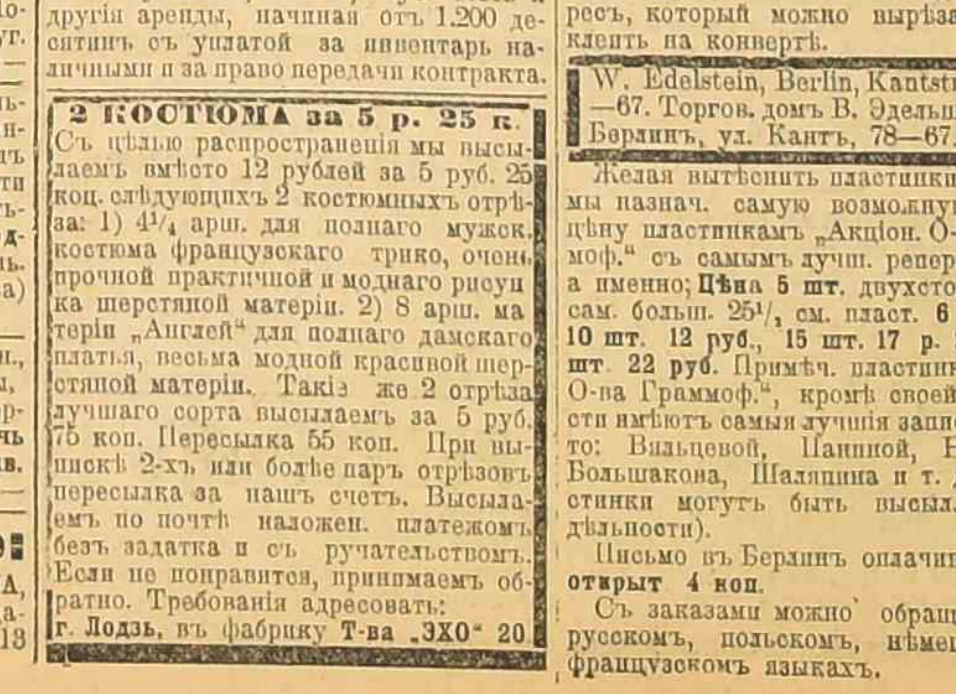 другія аренды, начиная отъ 1.200 де-
сятинъ съ уплатой за инвентарь на-
личными и за право передачи контракта.
2 КОСТЮМА за 5 р. 25 к.
Съ цѣлью распространенія мы высы-
лаемъ вмѣсто 12 рублей за 5 руб. 25
коп. слѣдующихъ 2 костюмныхъ отрѣ-
за: 1) 4¹/₄ арш. для полнаго мужск.
костюма французскаго трико, очень
прочной практичной и моднаго рисун
ка шерстяной матеріи. 2) 8 арш. ма
теріи „Англей“ для полнаго дамскаго
платья, весьма модной красивой шер-
стяной матеріи. Такіэ же 2 отрѣза
лучшаго сорта высылаемъ за 5 руб.
75 коп. Пересылка 55 коп. При вы-
пискѣ 2-хъ или болѣе паръ отрѣзовъ
пересылка за нашъ счетъ. Высыла-
емъ по почтѣ наложен. платежомъ
безъ задатка и съ ручательствомъ.
Если не понравится, принимаемъ об-
ратно. Требованія адресовать:
г. Лодзь, въ фабрику Т-ва „ЭХО“ 20
ресъ, который можно вырѣза
клеить на конвертѣ.
W. Edelstein, Berlin, Kantstr
—67. Торгов. домъ В. Эдельш
Берлинъ, ул. Кантъ, 78—67.
Желая вытѣснить пластинки
мы назнач. самую возможную
цѣну пластинкамъ „Акціон. О-
моф.“ съ самымъ лучш. репер
а именно; Цѣна 5 шт. двухсто
сам. больш. 25¹/₂ см. пласт. 6
10 шт. 12 руб., 15 шт. 17 р.
шт. 22 руб. Примѣч. пластинк
О-ва Граммоф.“, кромѣ своей
сти имѣютъ самыя лучшія запис
то: Вяльцевой, Паниной,
Большакова, Шаляпина и т.
стинки могутъ быть высыл
дѣльности).
Письмо въ Берлинъ оплачив
открыт 4 коп.
Съ заказами можно обращ
русскомъ, польскомъ, нѣмец
французскомъ языкахъ.